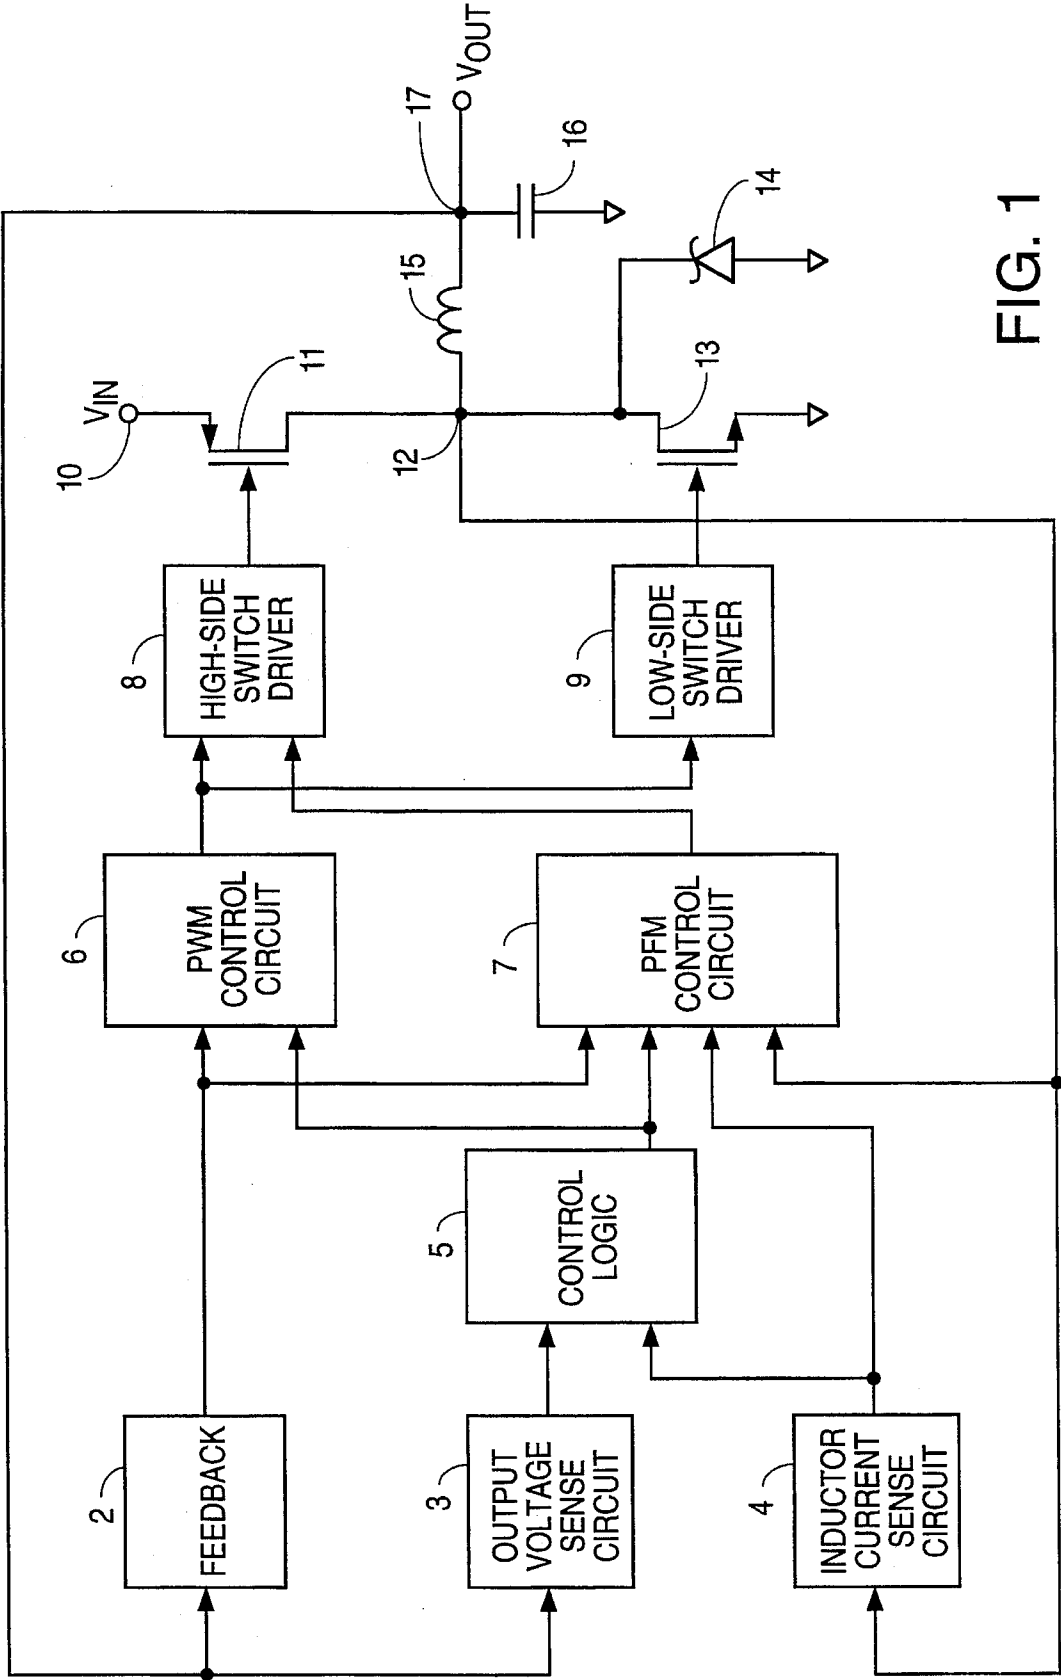 10
VIN
11
12
15
17
VOUT
16
14
13
8
HIGH-SIDE
SWITCH
DRIVER
9
LOW-SIDE
SWITCH
DRIVER
6
PWM
CONTROL
CIRCUIT
7
PFM
CONTROL
CIRCUIT
5
CONTROL
LOGIC
2
FEEDBACK
3
OUTPUT
VOLTAGE
SENSE
CIRCUIT
4
INDUCTOR
CURRENT
SENSE
CIRCUIT
FIG. 1